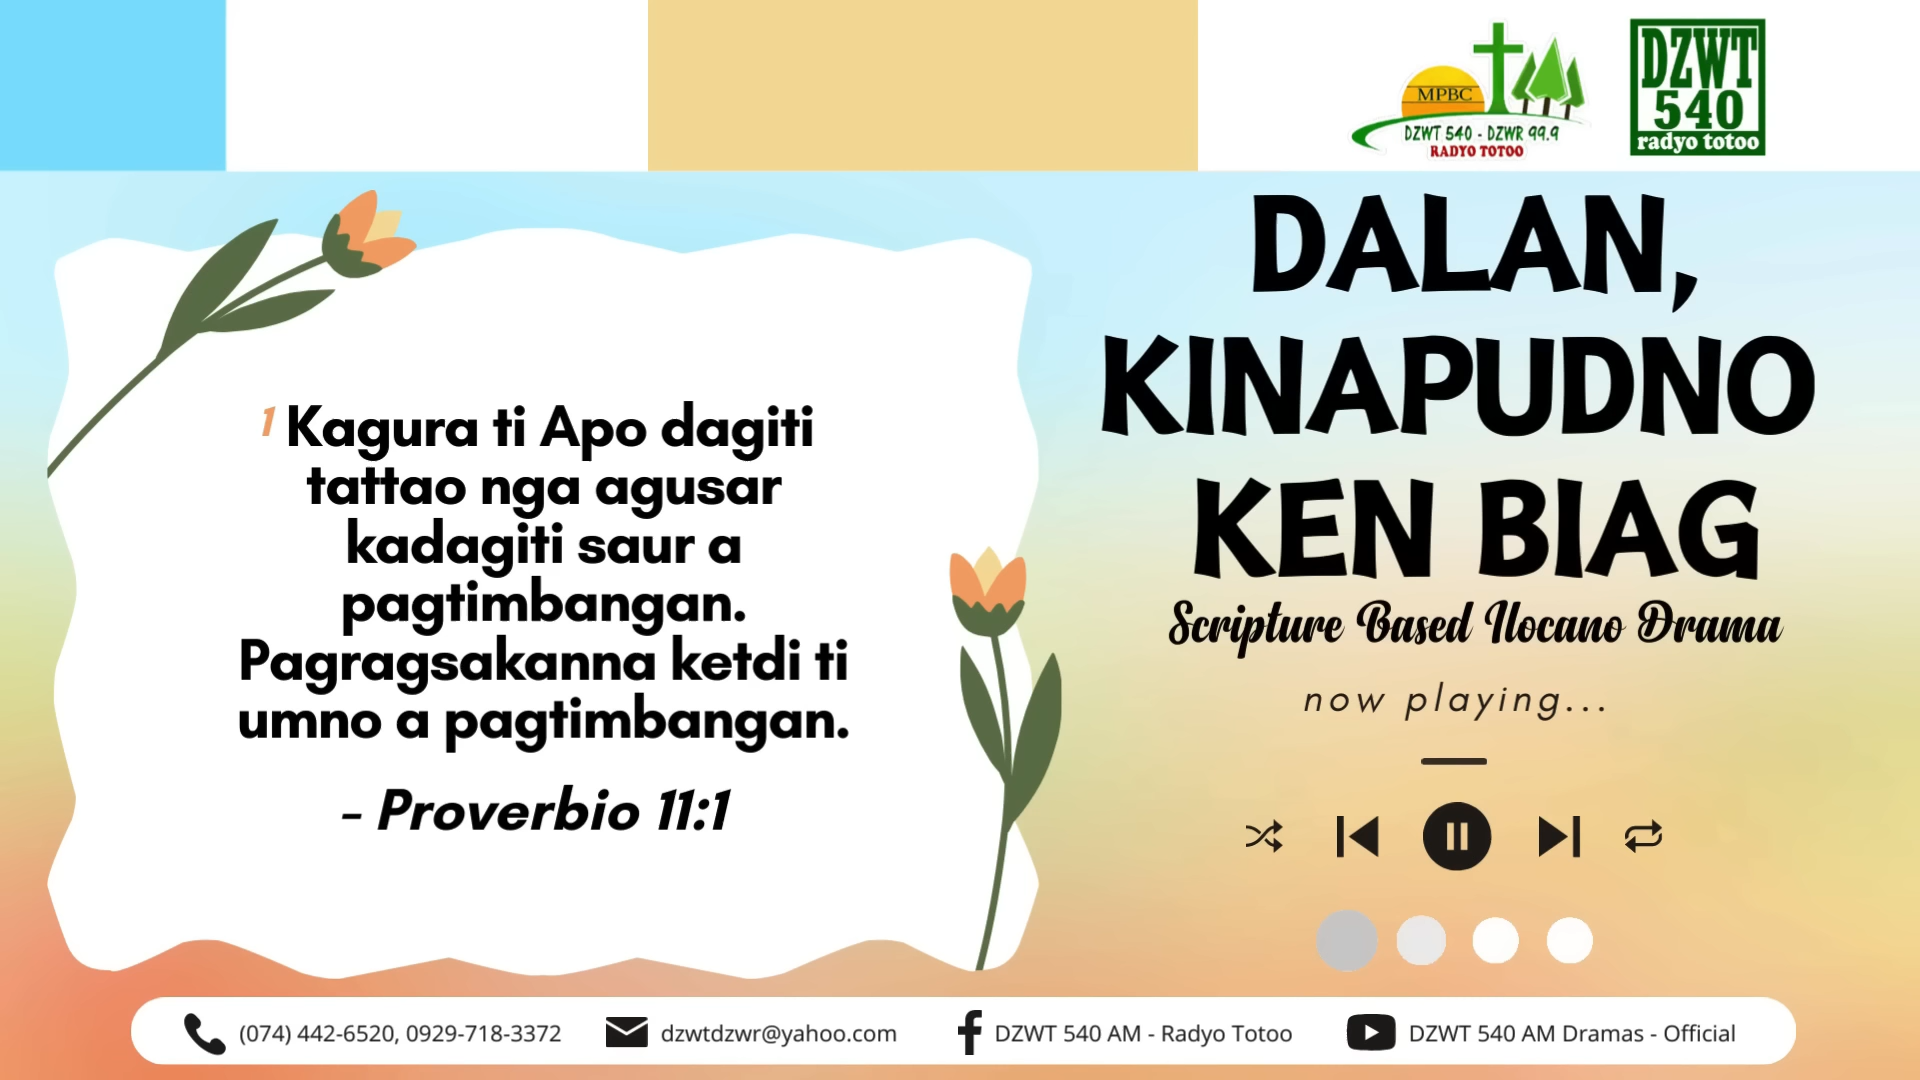 MPBC
DZWT 540 - DZWR 99.9
RADYO TOTOO
DZWT
540
radyo totoo
DALAN,
KINAPUDNO
KEN BIAG
Scripture Based Ilocano Drama
now playing...
1 Kagura ti Apo dagiti
tattao nga agusar
kadagiti saur a
pagtimbangan.
Pagragsakanna ketdi ti
umno a pagtimbangan.
- Proverbio 11:1
(074) 442-6520, 0929-718-3372
dzwtdzwr@yahoo.com
DZWT 540 AM - Radyo Totoo
DZWT 540 AM Dramas - Official